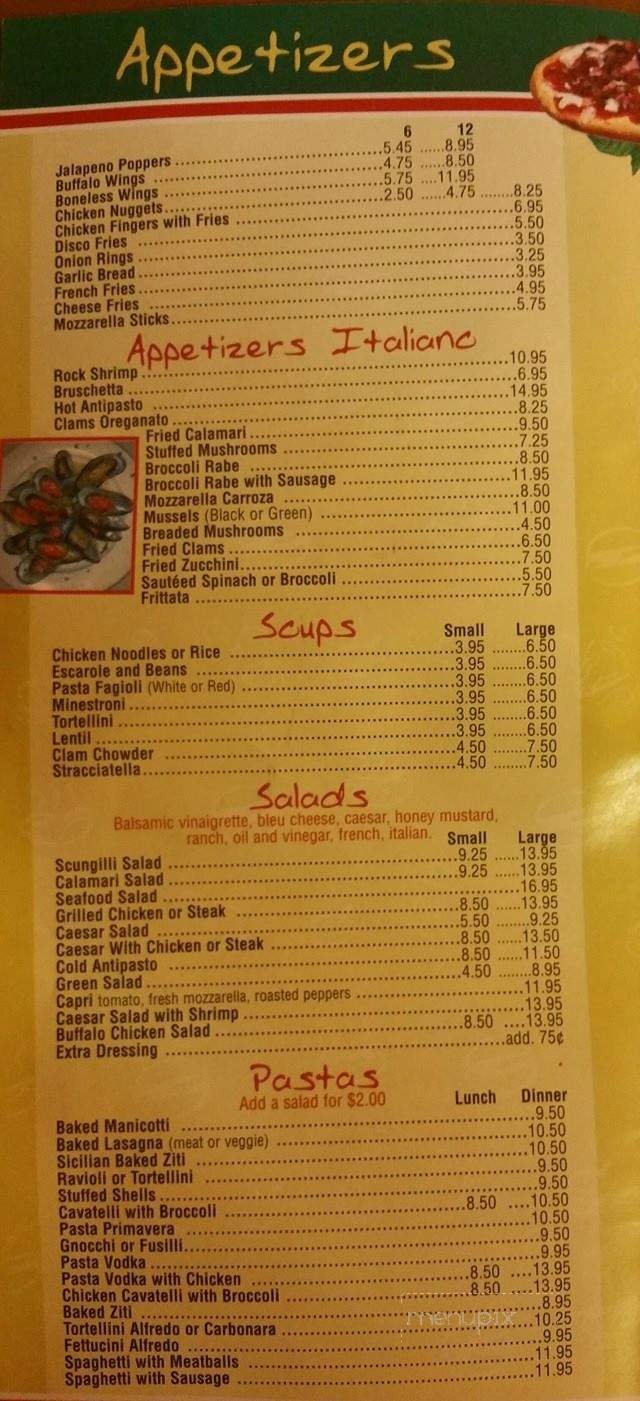 Appetizers
6 12
Jalapeno Poppers ..... 5.45 ..... 8.95
Buffalo Wings ..... 4.75 ..... 8.50
Boneless Wings ..... 5.75 ..... 11.95
Chicken Nuggets ..... 2.50 ..... 4.75 ..... 8.25
Chicken Fingers with Fries ..... 6.95
Disco Fries ..... 5.50
Onion Rings ..... 3.50
Garlic Bread ..... 3.25
French Fries ..... 3.95
Cheese Fries ..... 4.95
Mozzarella Sticks ..... 5.75
Appetizers Italiano
Rock Shrimp ..... 10.95
Bruschetta ..... 6.95
Hot Antipasto ..... 14.95
Clams Oreganato ..... 8.25
Fried Calamari ..... 9.50
Stuffed Mushrooms ..... 7.25
Broccoli Rabe ..... 8.50
Broccoli Rabe with Sausage ..... 11.95
Mozzarella Carroza ..... 8.50
Mussels (Black or Green) ..... 11.00
Breaded Mushrooms ..... 4.50
Fried Clams ..... 6.50
Fried Zucchini ..... 7.50
Sautéed Spinach or Broccoli ..... 5.50
Frittata ..... 7.50
Soups Small Large
Chicken Noodles or Rice ..... 3.95 ..... 6.50
Escarole and Beans ..... 3.95 ..... 6.50
Pasta Fagioli (White or Red) ..... 3.95 ..... 6.50
Minestroni ..... 3.95 ..... 6.50
Tortellini ..... 3.95 ..... 6.50
Lentil ..... 3.95 ..... 6.50
Clam Chowder ..... 4.50 ..... 7.50
Stracciatella ..... 4.50 ..... 7.50
Salads
Balsamic vinaigrette, bleu cheese, caesar, honey mustard,
ranch, oil and vinegar, french, italian. Small Large
Scungilli Salad ..... 9.25 ..... 13.95
Calamari Salad ..... 9.25 ..... 13.95
Seafood Salad ..... 16.95
Grilled Chicken or Steak ..... 8.50 ..... 13.95
Caesar Salad ..... 5.50 ..... 9.25
Caesar With Chicken or Steak ..... 8.50 ..... 13.50
Cold Antipasto ..... 8.50 ..... 11.50
Green Salad ..... 4.50 ..... 8.95
Capri tomato, fresh mozzarella, roasted peppers ..... 11.95
Caesar Salad with Shrimp ..... 13.95
Buffalo Chicken Salad ..... 8.50 ..... 13.95
Extra Dressing ..... add. 75¢
Pastas
Add a salad for $2.00 Lunch Dinner
Baked Manicotti ..... 9.50
Baked Lasagna (meat or veggie) ..... 10.50
Sicilian Baked Ziti ..... 10.50
Ravioli or Tortellini ..... 9.50
Stuffed Shells ..... 9.50
Cavatelli with Broccoli ..... 8.50 ..... 10.50
Pasta Primavera ..... 10.50
Gnocchi or Fusilli ..... 9.50
Pasta Vodka ..... 9.95
Pasta Vodka with Chicken ..... 8.50 ..... 13.95
Chicken Cavatelli with Broccoli ..... 8.50 ..... 13.95
Baked Ziti ..... 8.95
Tortellini Alfredo or Carbonara ..... 10.25
Fettucini Alfredo ..... 9.95
Spaghetti with Meatballs ..... 11.95
Spaghetti with Sausage ..... 11.95
menupix